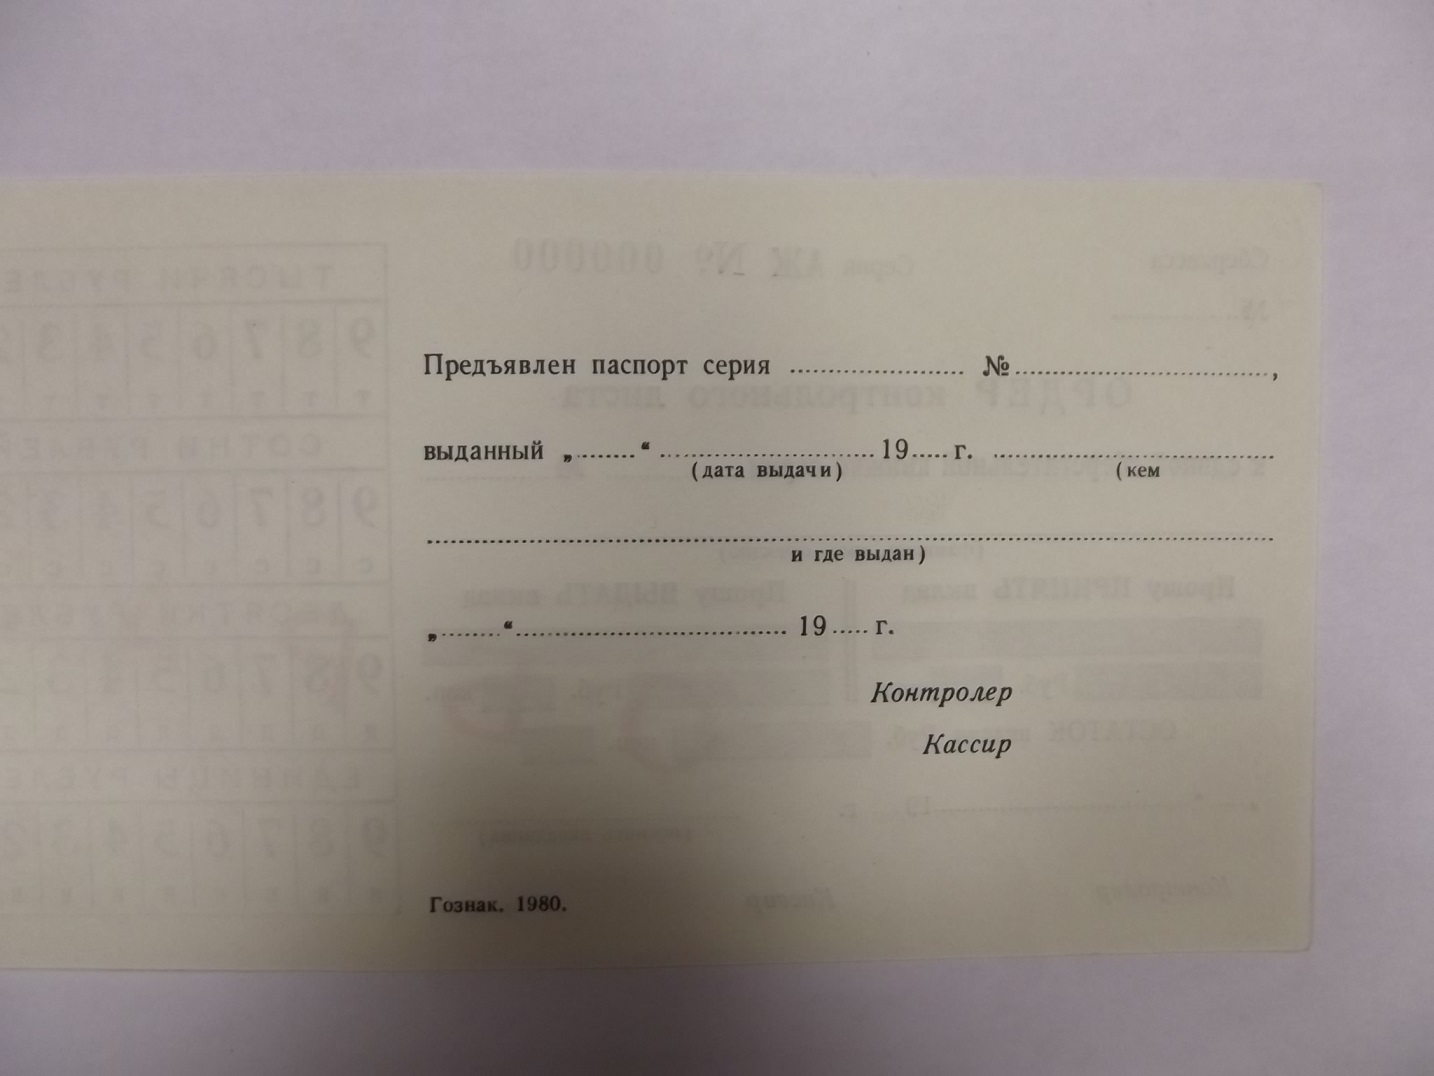 Предъявлен паспорт серия .................... № ..............................,
выданный „.......“ ......................... 19..... г. .................................
(дата выдачи) (кем
....................................................................................................
и где выдан)
„.......“................................ 19..... г.
Контролер
Кассир
Гознак. 1980.